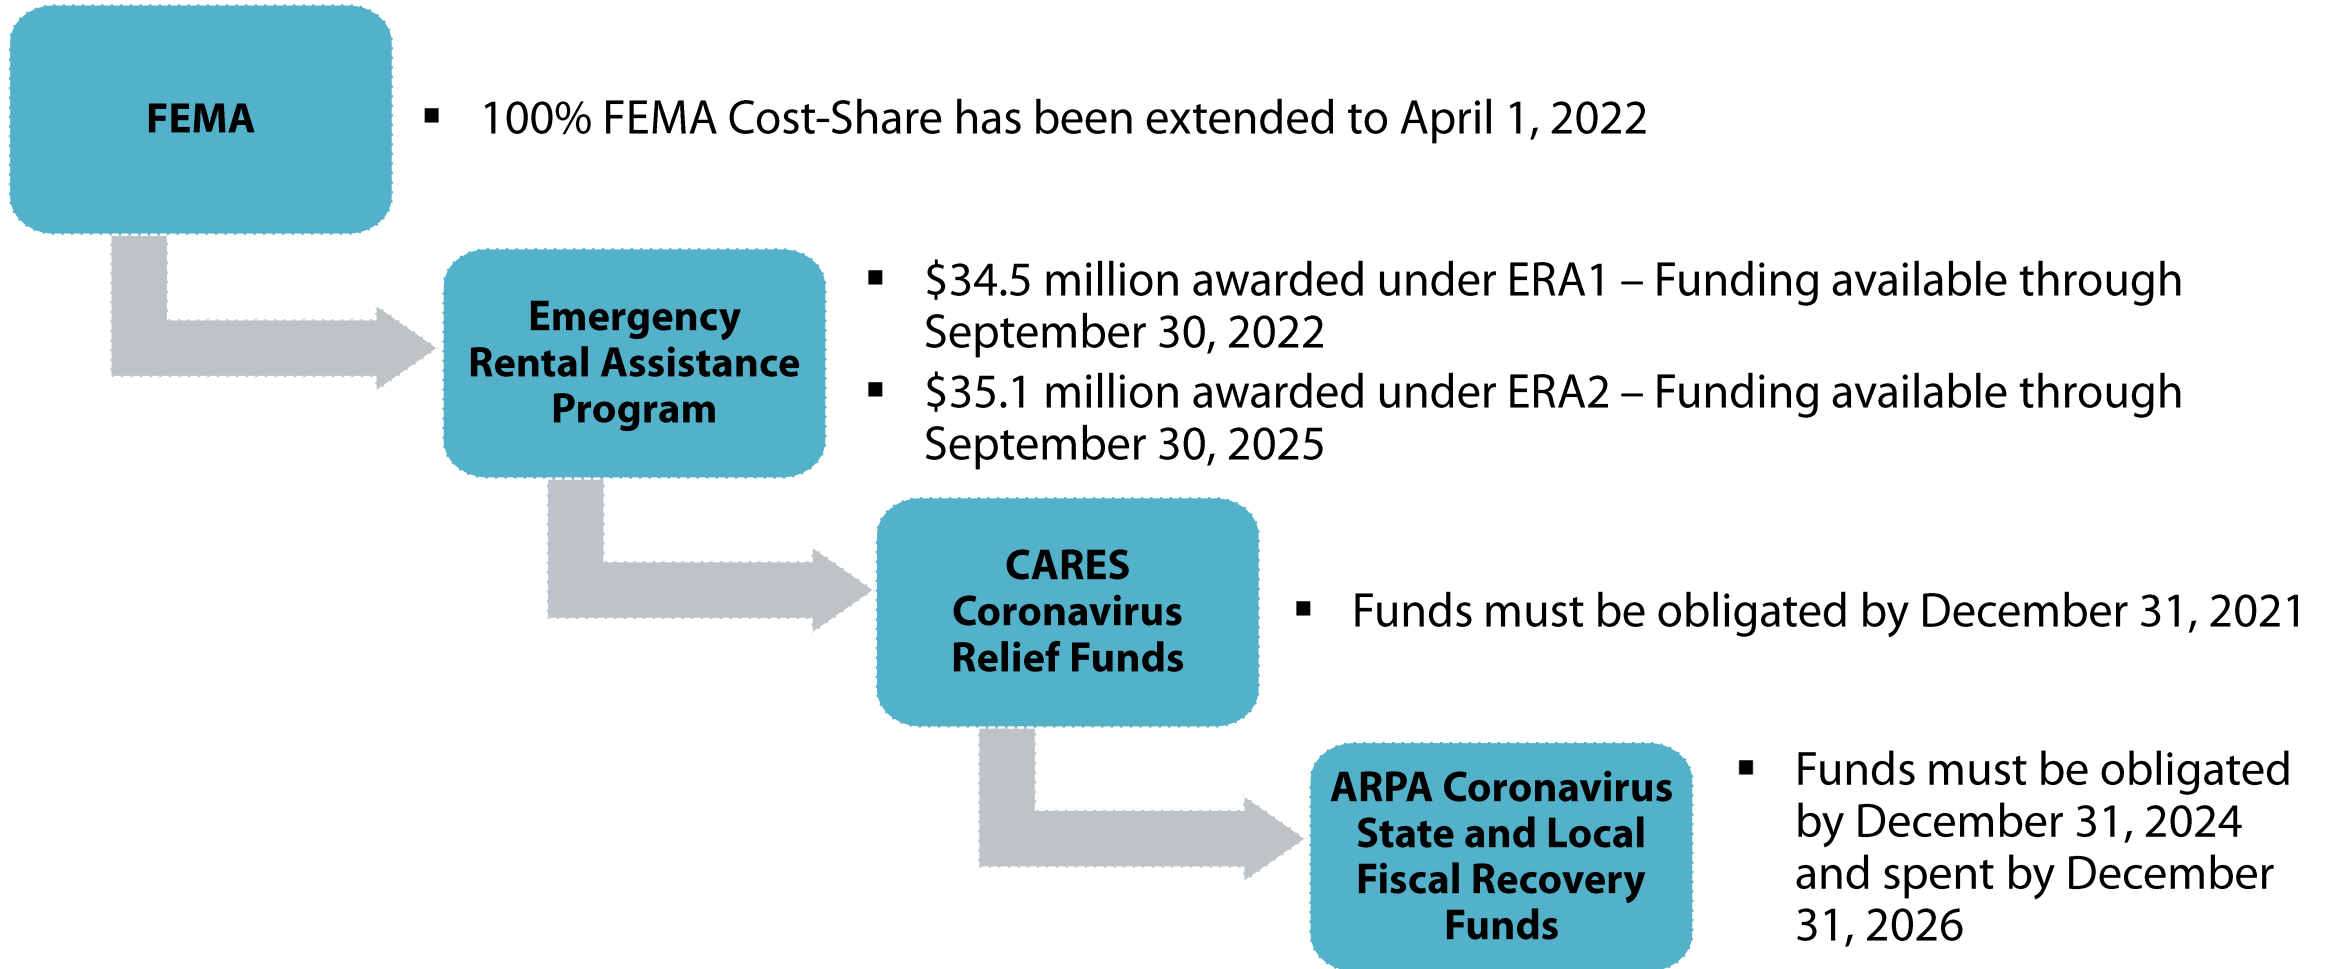 FEMA
▪ 100% FEMA Cost-Share has been extended to April 1, 2022
Emergency
Rental Assistance
Program
▪ $34.5 million awarded under ERA1 – Funding available through
September 30, 2022
▪ $35.1 million awarded under ERA2 – Funding available through
September 30, 2025
CARES
Coronavirus
Relief Funds
▪ Funds must be obligated by December 31, 2021
ARPA Coronavirus
State and Local
Fiscal Recovery
Funds
▪ Funds must be obligated
by December 31, 2024
and spent by December
31, 2026